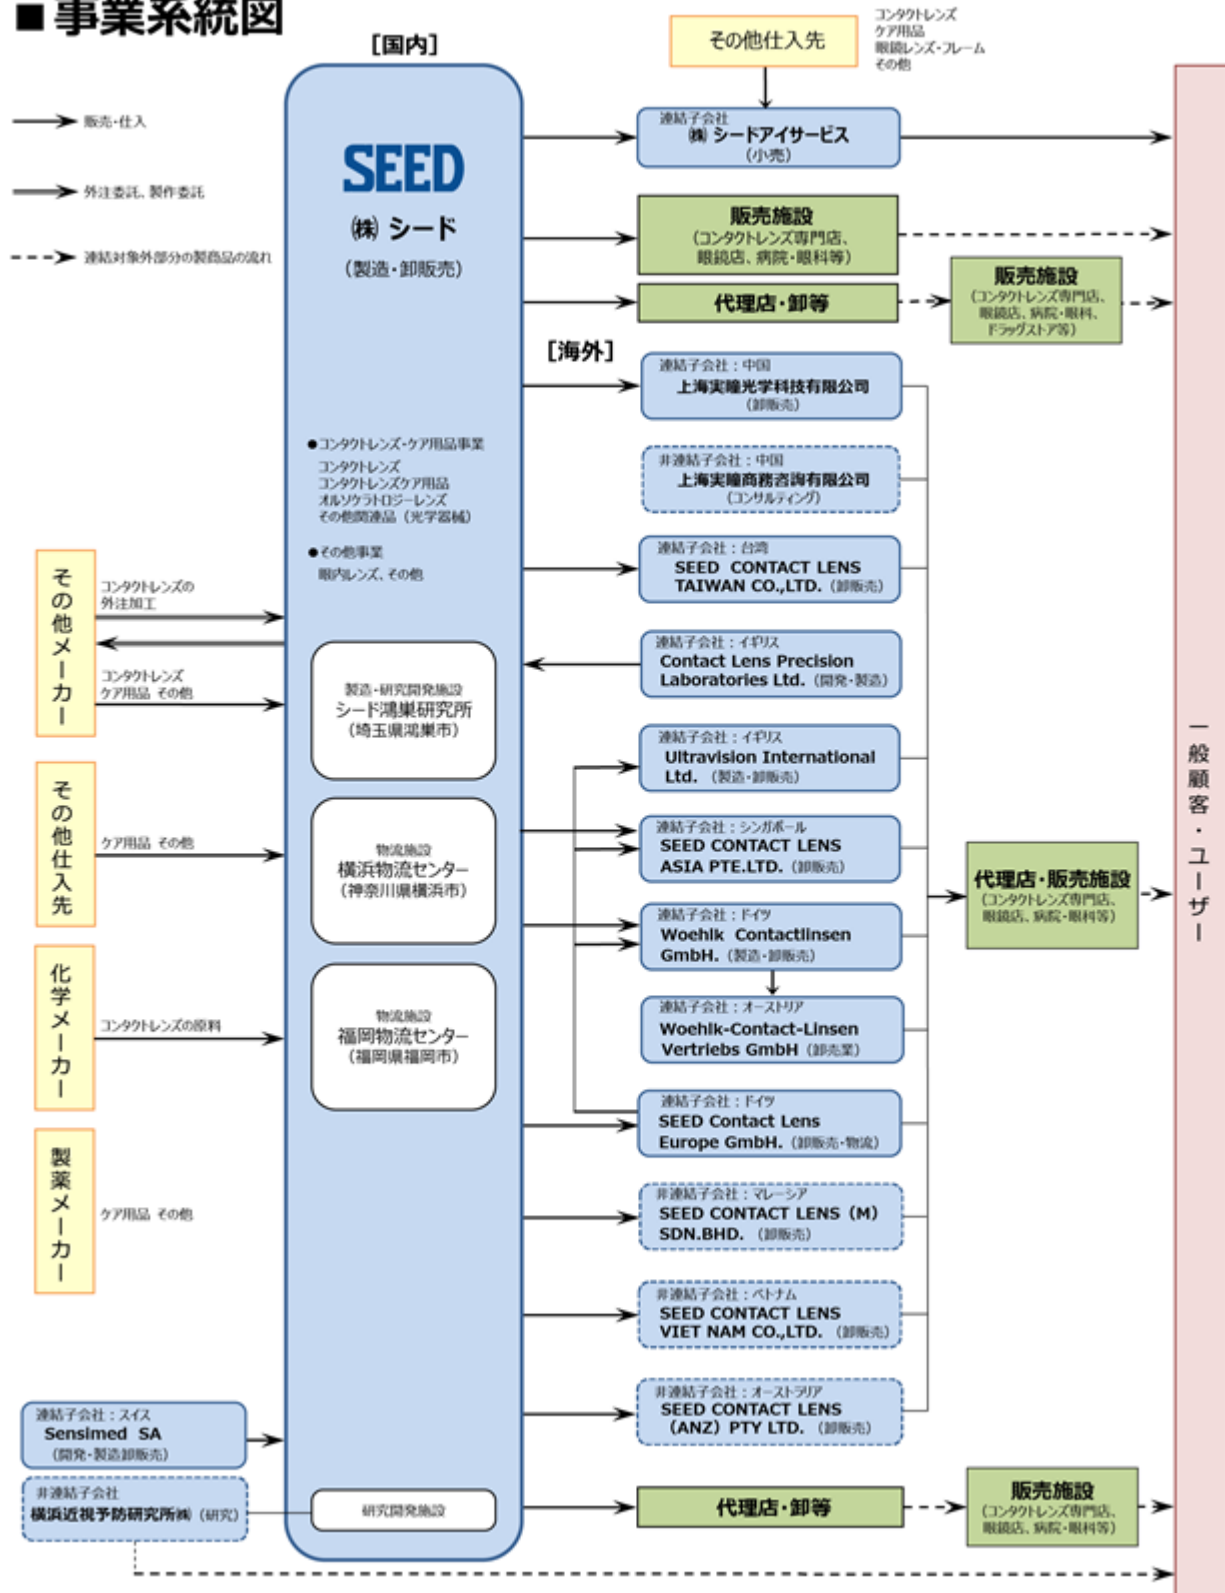 ■事業系統図
[国内]
その他仕入先
コンタクトレンズ
ケア用品
眼鏡レンズ・フレーム
その他
販売・仕入
外注委託、製作委託
連結対象外部分の製商品の流れ
SEED
㈱ シード
（製造・卸販売）
連結子会社
㈱ シードアイサービス
（小売）
販売施設
（コンタクトレンズ専門店、
眼鏡店、病院・眼科等）
代理店・卸等
販売施設
（コンタクトレンズ専門店、
眼鏡店、病院・眼科、
ドラッグストア等）
[海外]
連結子会社：中国
上海実瞳光学科技有限公司
（卸販売）
●コンタクトレンズ・ケア用品事業
コンタクトレンズ
コンタクトレンズケア用品
オルソケラトロジーレンズ
その他関連品（光学器械）
●その他事業
眼内レンズ、その他
非連結子会社：中国
上海実瞳商務咨詢有限公司
（コンサルティング）
連結子会社：台湾
SEED CONTACT LENS
TAIWAN CO.,LTD.（卸販売）
その他メーカー
コンタクトレンズの
外注加工
コンタクトレンズ
ケア用品 その他
製造・研究開発施設
シード鴻巣研究所
（埼玉県鴻巣市）
連結子会社：イギリス
Contact Lens Precision
Laboratories Ltd.（開発・製造）
連結子会社：イギリス
Ultravision International
Ltd.（製造・卸販売）
その他仕入先
ケア用品 その他
物流施設
横浜物流センター
（神奈川県横浜市）
連結子会社：シンガポール
SEED CONTACT LENS
ASIA PTE.LTD.（卸販売）
連結子会社：ドイツ
Woehlk Contactlinsen
GmbH.（製造・卸販売）
代理店・販売施設
（コンタクトレンズ専門店、
眼鏡店、病院・眼科等）
一般顧客・ユーザー
化学メーカー
コンタクトレンズの原料
物流施設
福岡物流センター
（福岡県福岡市）
連結子会社：オーストリア
Woehlk-Contact-Linsen
Vertriebs GmbH（卸売業）
連結子会社：ドイツ
SEED Contact Lens
Europe GmbH.（卸販売・物流）
製薬メーカー
ケア用品 その他
非連結子会社：マレーシア
SEED CONTACT LENS（M）
SDN.BHD.（卸販売）
非連結子会社：ベトナム
SEED CONTACT LENS
VIET NAM CO.,LTD.（卸販売）
非連結子会社：オーストラリア
SEED CONTACT LENS
（ANZ）PTY LTD.（卸販売）
連結子会社：スイス
Sensimed SA
（開発・製造卸販売）
非連結子会社
横浜近視予防研究所㈱（研究）
研究開発施設
代理店・卸等
販売施設
（コンタクトレンズ専門店、
眼鏡店、病院・眼科等）